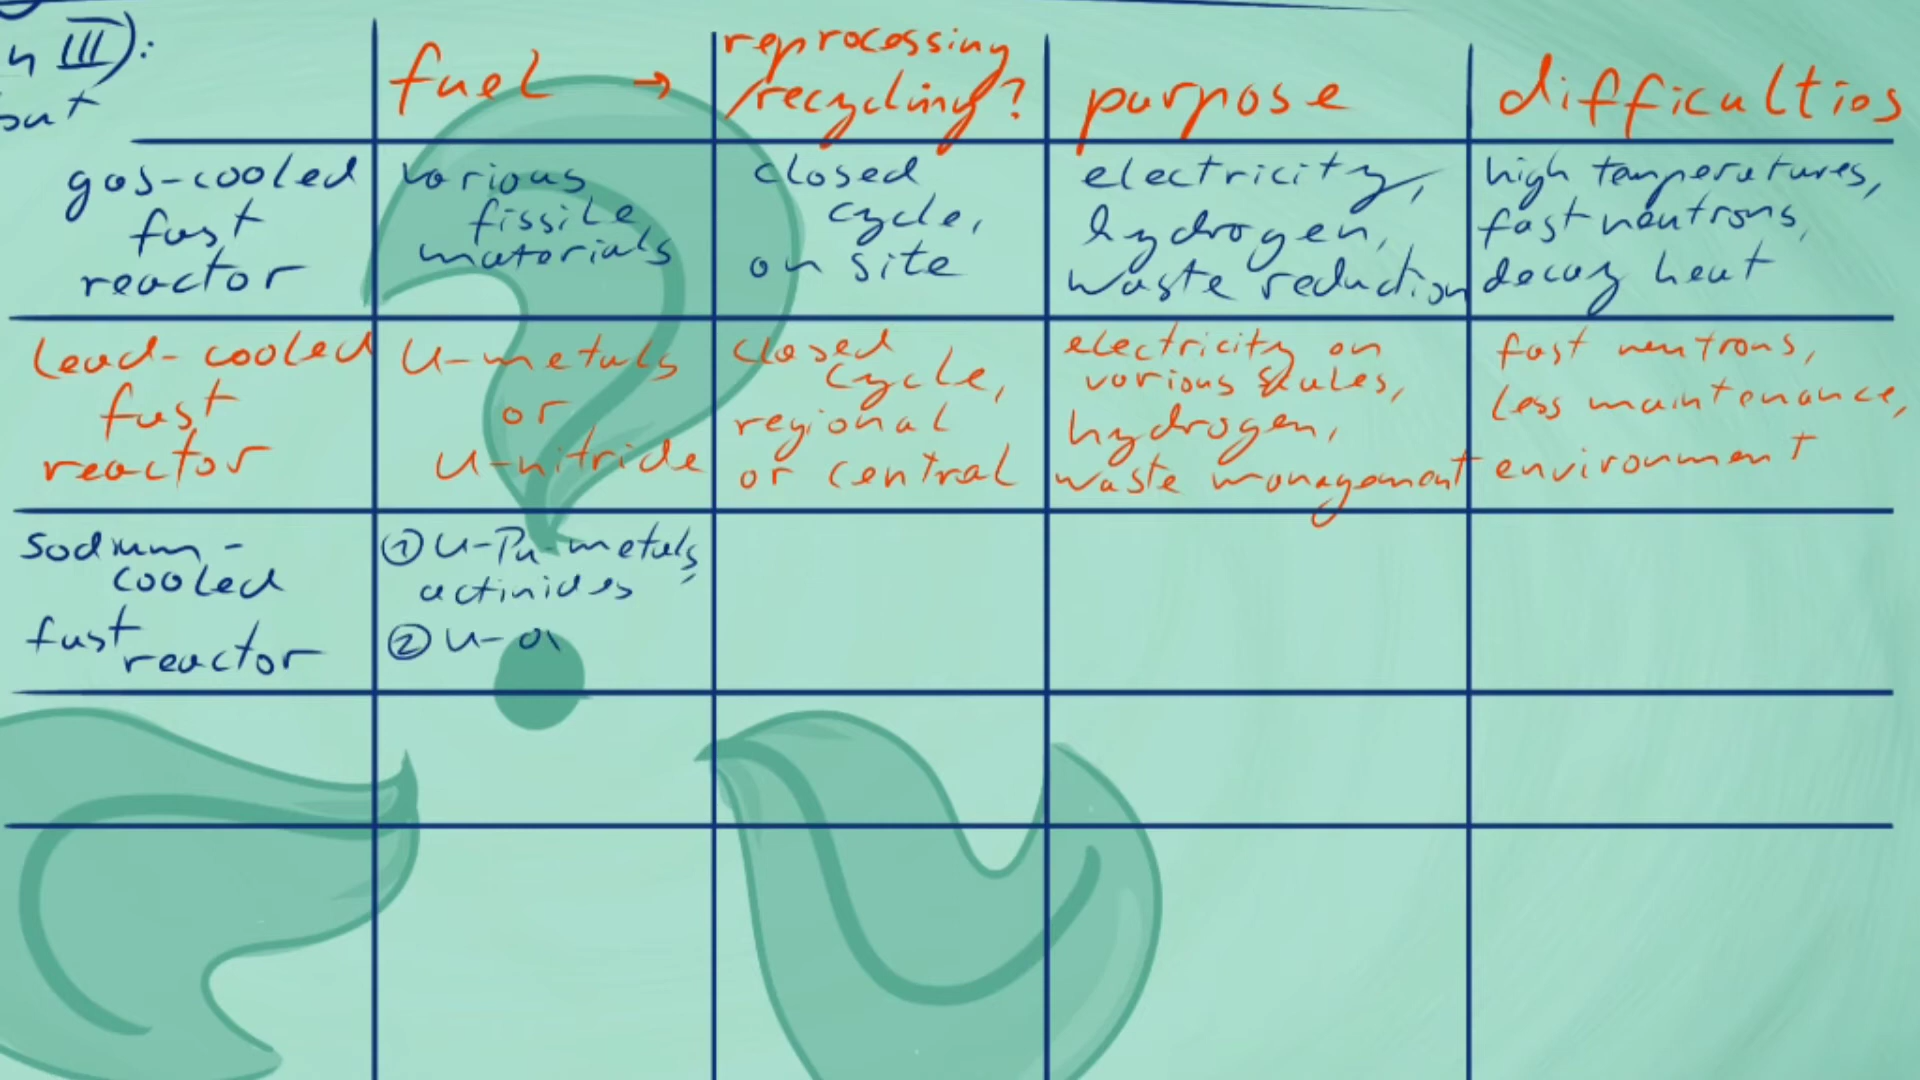 n III):
out
fuel → reprocessing
/recycling? purpose difficulties
gas-cooled
fast
reactor
various
fissile
materials
closed
cycle,
on site
electricity,
hydrogen,
waste reduction
high temperatures,
fast neutrons,
decay heat
lead-cooled
fast
reactor
U-metals
or
U-nitride
closed
cycle,
regional
or central
electricity on
various scales,
hydrogen,
waste management
fast neutrons,
less maintenance,
environment
sodium-
cooled
fast
reactor
① U-Pu-metals,
actinides
② U-